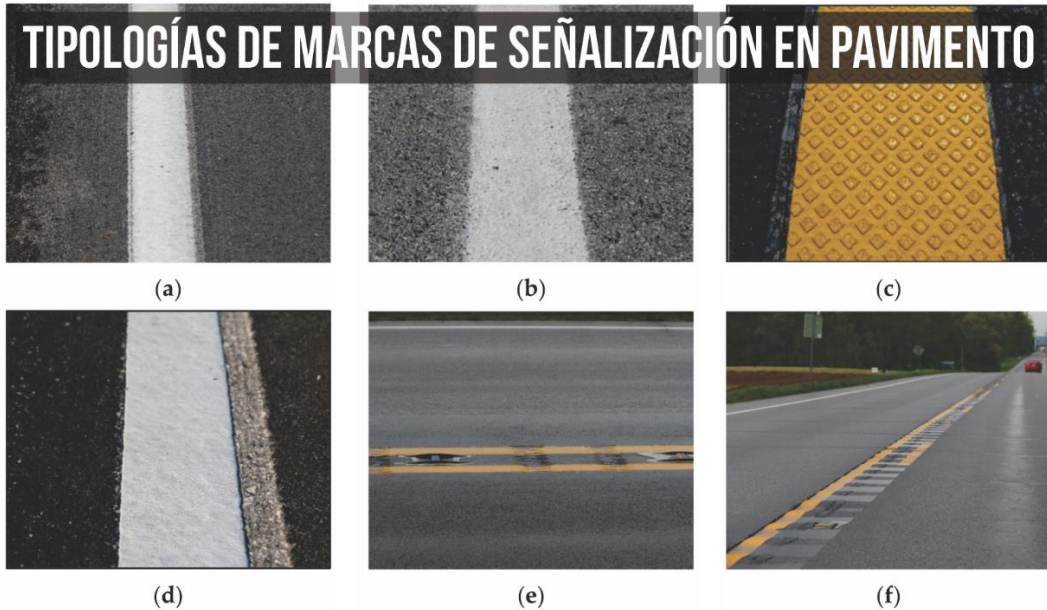 TIPOLOGÍAS DE MARCAS DE SEÑALIZACIÓN EN PAVIMENTO
(a)
(b)
(c)
(d)
(e)
(f)